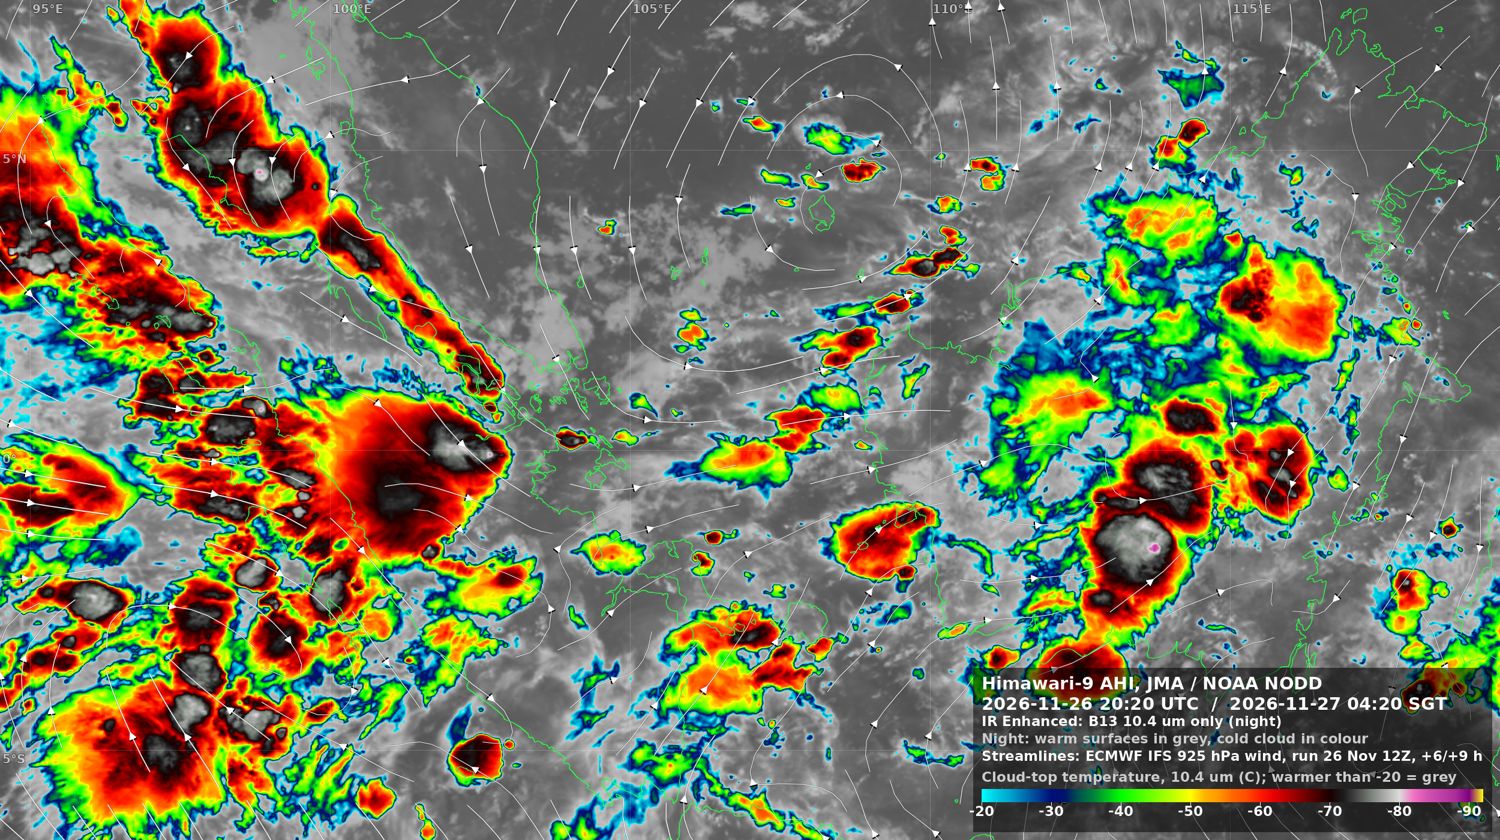 95°E 100°E 105°E 110°E 115°E
5°N
0°
5°S
Himawari-9 AHI, JMA / NOAA NODD
2026-11-26 20:20 UTC / 2026-11-27 04:20 SGT
IR Enhanced: B13 10.4 um only (night)
Night: warm surfaces in grey, cold cloud in colour
Streamlines: ECMWF IFS 925 hPa wind, run 26 Nov 12Z, +6/+9 h
Cloud-top temperature, 10.4 um (C); warmer than -20 = grey
-20 -30 -40 -50 -60 -70 -80 -90